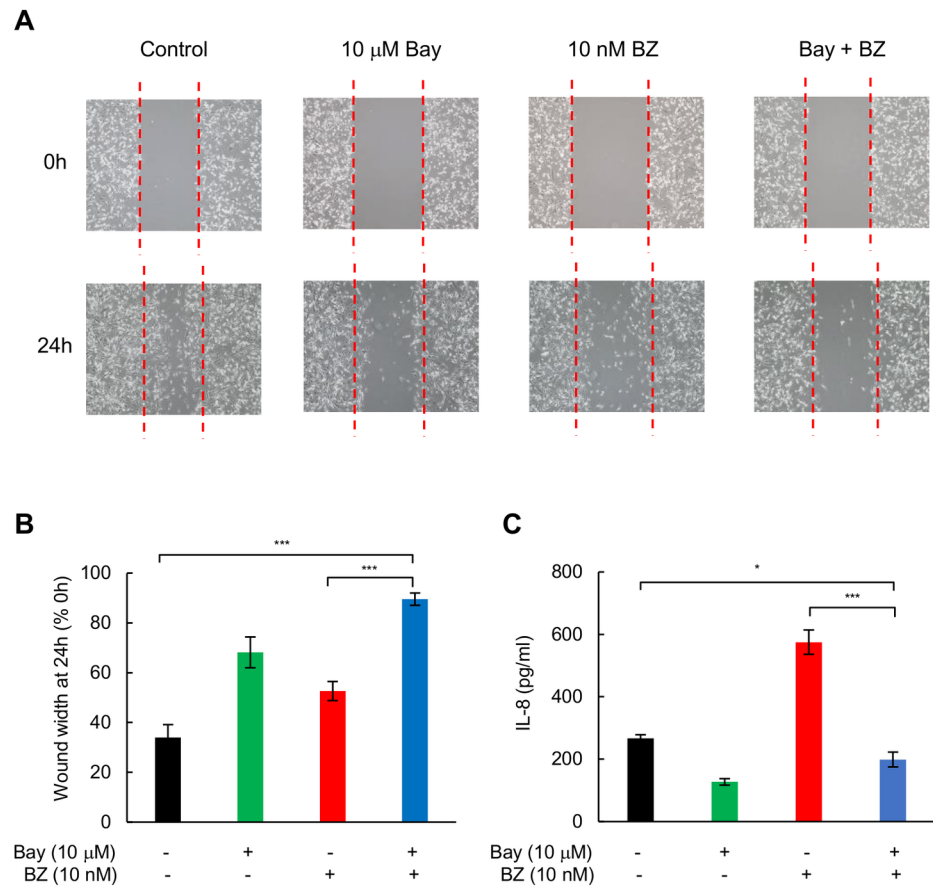 A
Control 10 μM Bay 10 nM BZ Bay + BZ
0h
24h
B
***
***
100
80
60
40
20
0
Wound width at 24h (% 0h)
Bay (10 μM) - + - +
BZ (10 nM) - - + +
C
*
***
800
600
400
200
0
IL-8 (pg/ml)
Bay (10 μM) - + - +
BZ (10 nM) - - + +